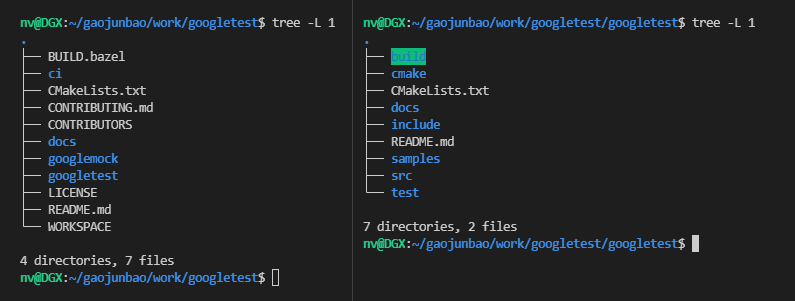 nv@DGX:~/gaojunbao/work/googletest$ tree -L 1
.
├── BUILD.bazel
├── ci
├── CMakeLists.txt
├── CONTRIBUTING.md
├── CONTRIBUTORS
├── docs
├── googlemock
├── googletest
├── LICENSE
├── README.md
└── WORKSPACE
4 directories, 7 files
nv@DGX:~/gaojunbao/work/googletest$
nv@DGX:~/gaojunbao/work/googletest/googletest$ tree -L 1
.
├── build
├── cmake
├── CMakeLists.txt
├── docs
├── include
├── README.md
├── samples
├── src
└── test
7 directories, 2 files
nv@DGX:~/gaojunbao/work/googletest/googletest$